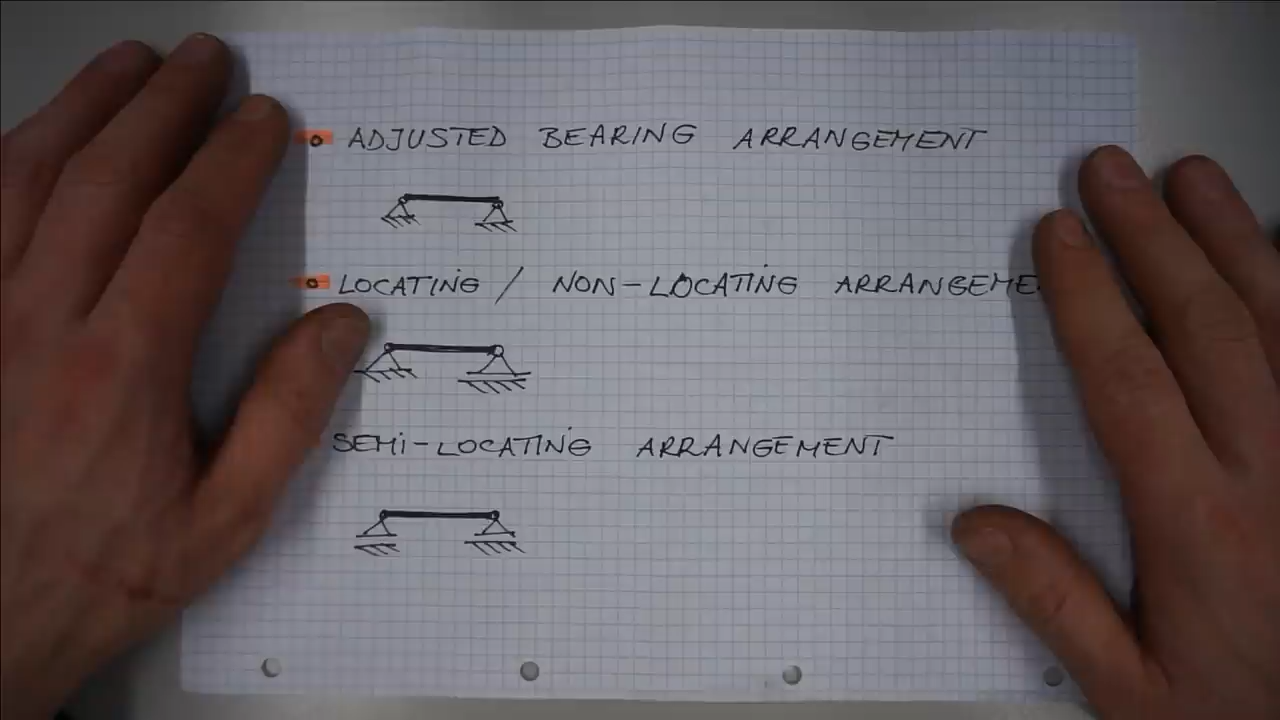 ADJUSTED BEARING ARRANGEMENT
LOCATING / NON-LOCATING ARRANGEME
SEMI-LOCATING ARRANGEMENT